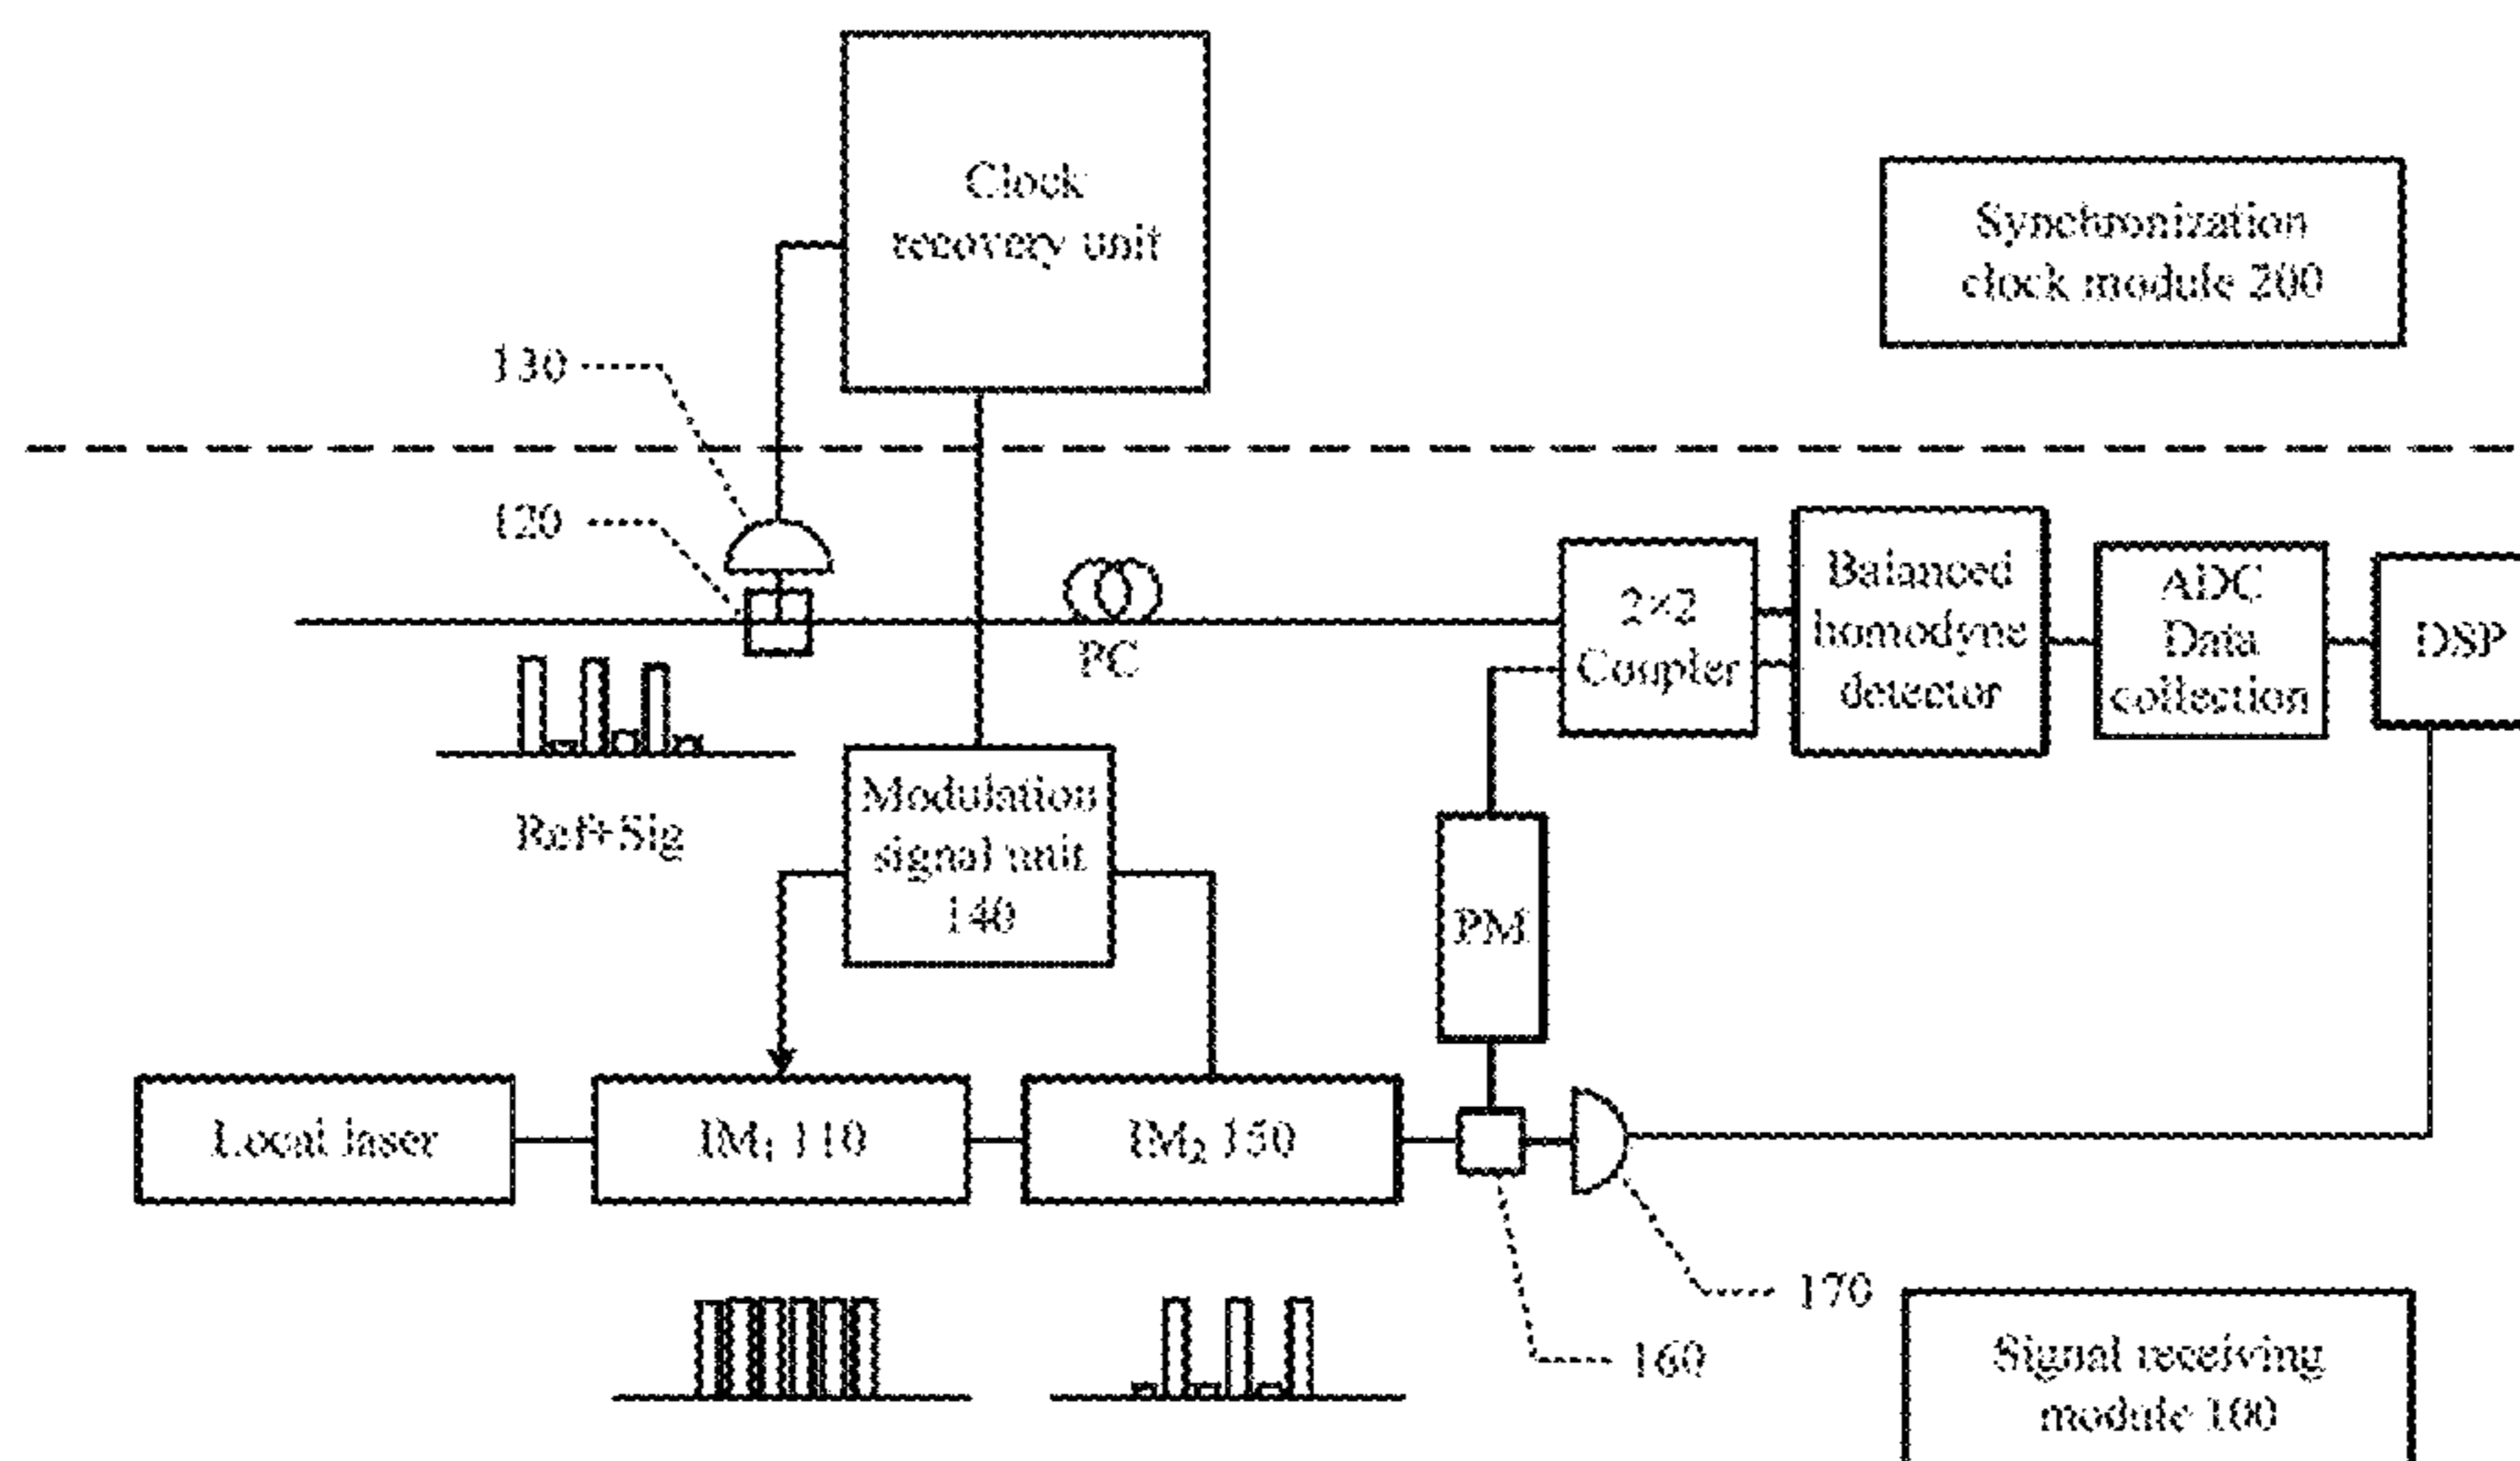 Clock
recovery unit
Synchronization
clock module 200
130
120
PC
2×2
Coupler
Balanced
homodyne
detector
ADC
Data
collection
DSP
Ref+Sig
Modulation
signal unit
140
PM
Local laser
IM₁ 110
IM₂ 150
170
160
Signal receiving
module 100